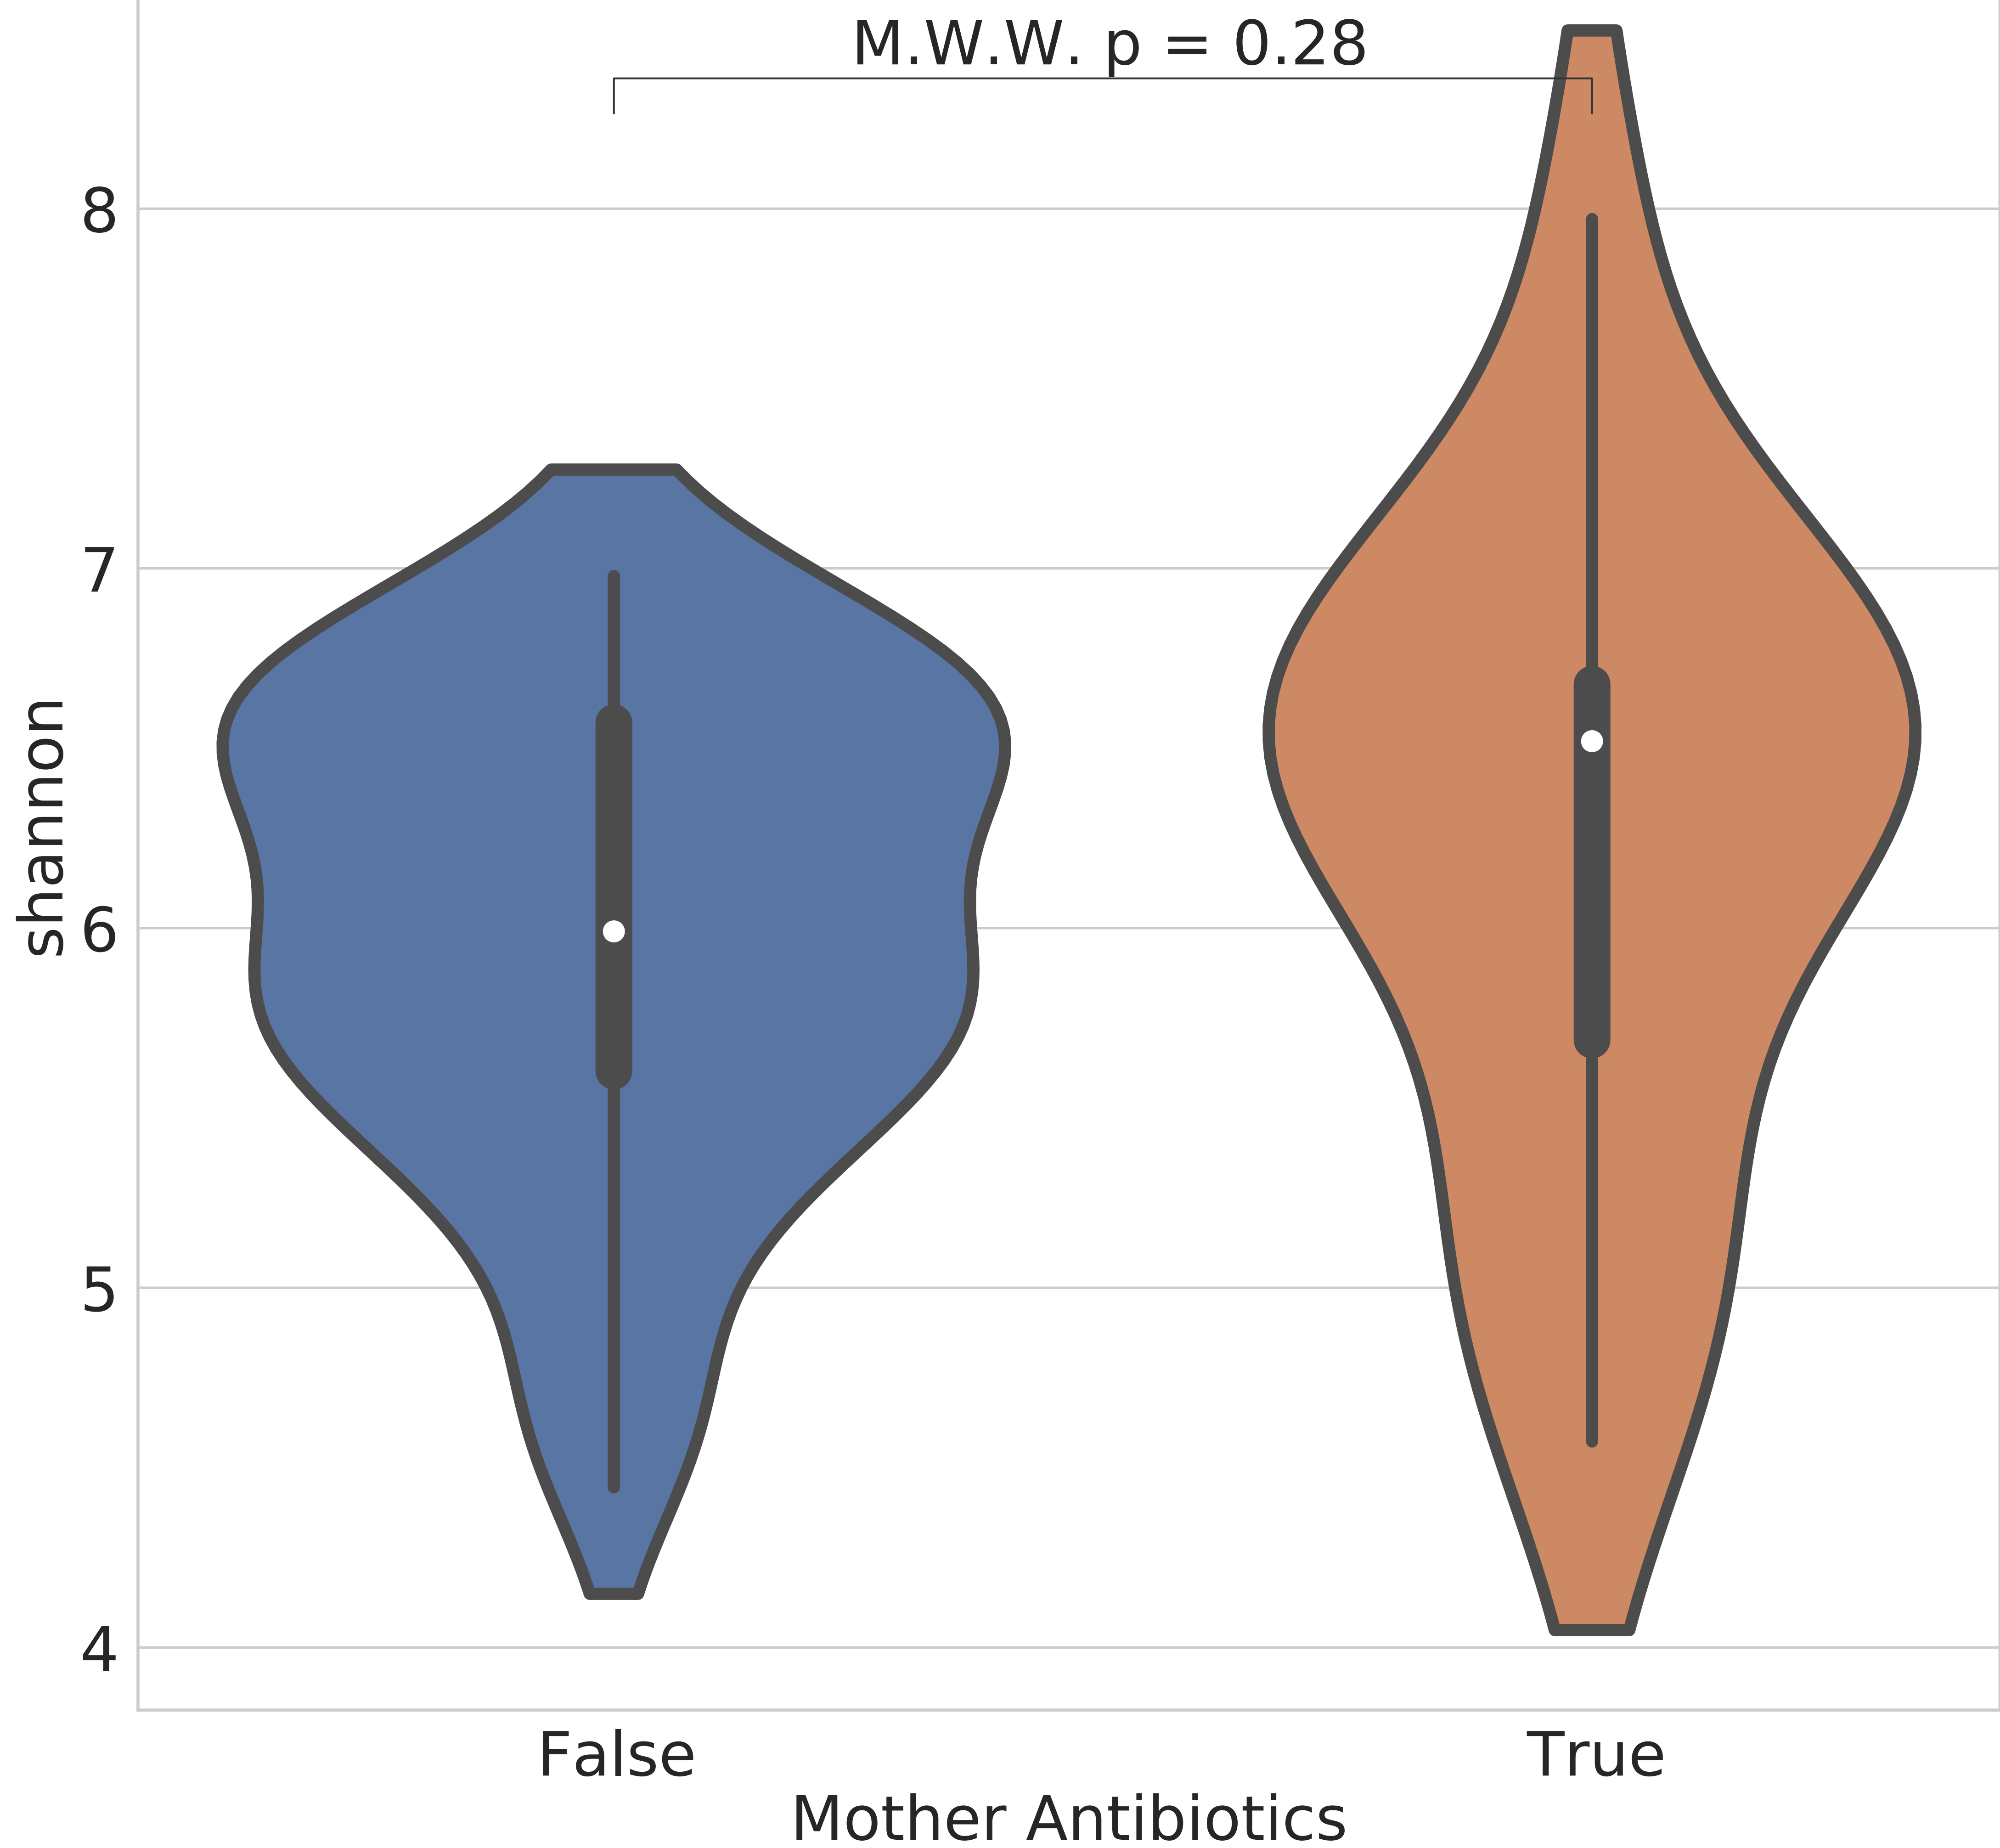 M.W.W. p = 0.28
8
7
6
5
4
shannon
False
True
Mother Antibiotics